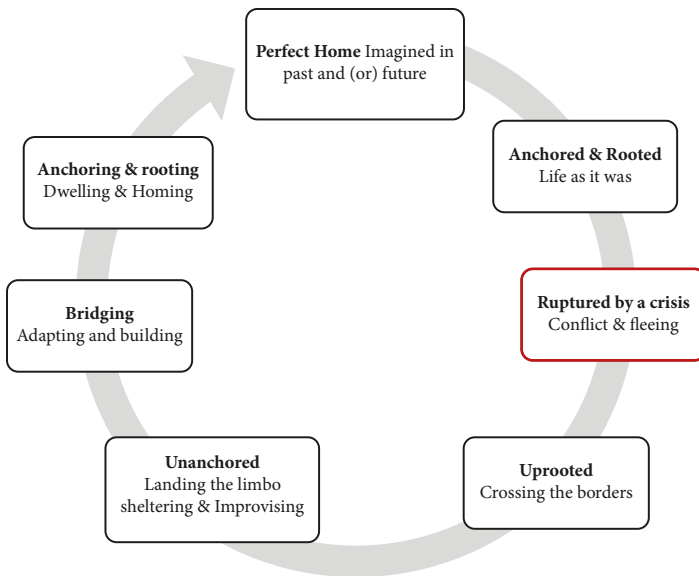 Perfect Home Imagined in
past and (or) future
Anchored & Rooted
Life as it was
Ruptured by a crisis
Conflict & fleeing
Uprooted
Crossing the borders
Unanchored
Landing the limbo
sheltering & Improvising
Bridging
Adapting and building
Anchoring & rooting
Dwelling & Homing